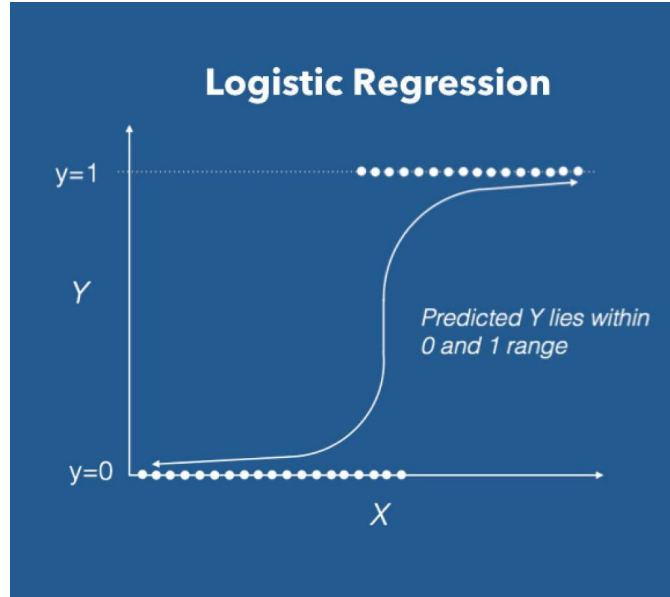 Logistic Regression
y=1
Y
Predicted Y lies within
0 and 1 range
y=0
X